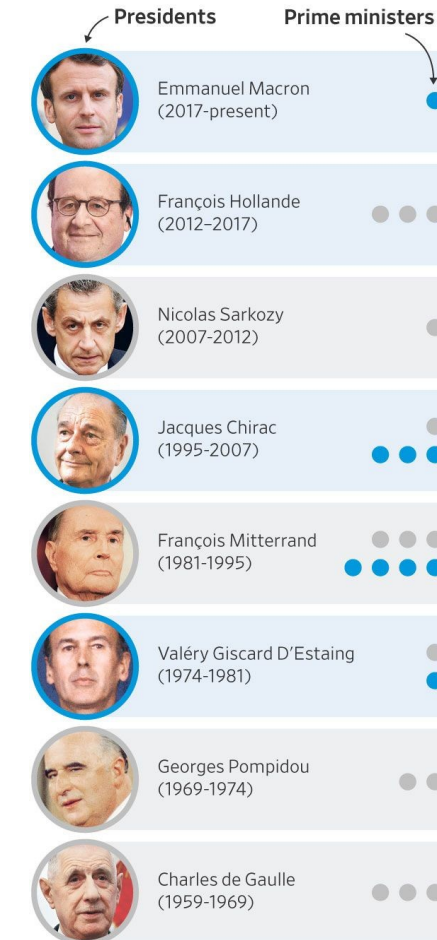 Presidents
Prime ministers
Emmanuel Macron
(2017-present)
François Hollande
(2012–2017)
Nicolas Sarkozy
(2007-2012)
Jacques Chirac
(1995-2007)
François Mitterrand
(1981-1995)
Valéry Giscard D’Estaing
(1974-1981)
Georges Pompidou
(1969-1974)
Charles de Gaulle
(1959-1969)